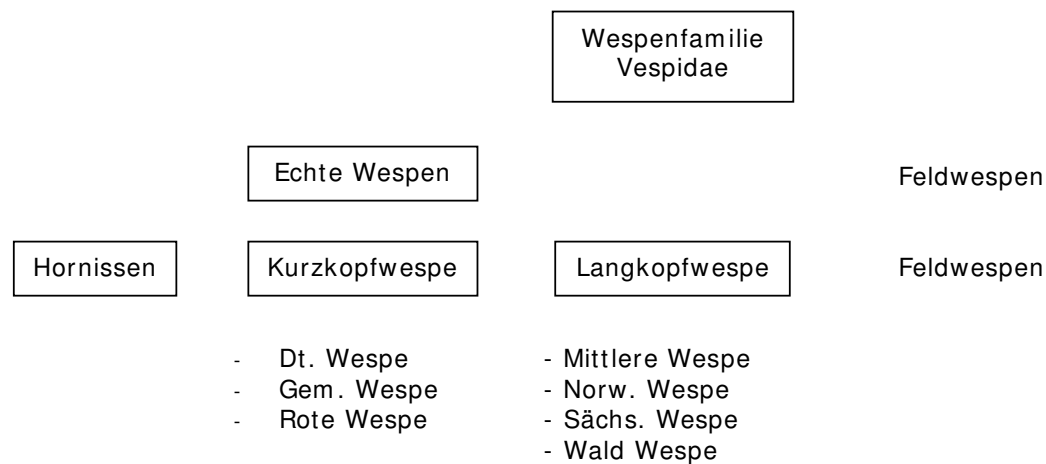 Wespenfamilie
Vespidae
Echte Wespen
Feldwespen
Hornissen
Kurzkopfwespe
Langkopfwespe
Feldwespen
- Dt. Wespe
- Gem. Wespe
- Rote Wespe
- Mittlere Wespe
- Norw. Wespe
- Sächs. Wespe
- Wald Wespe